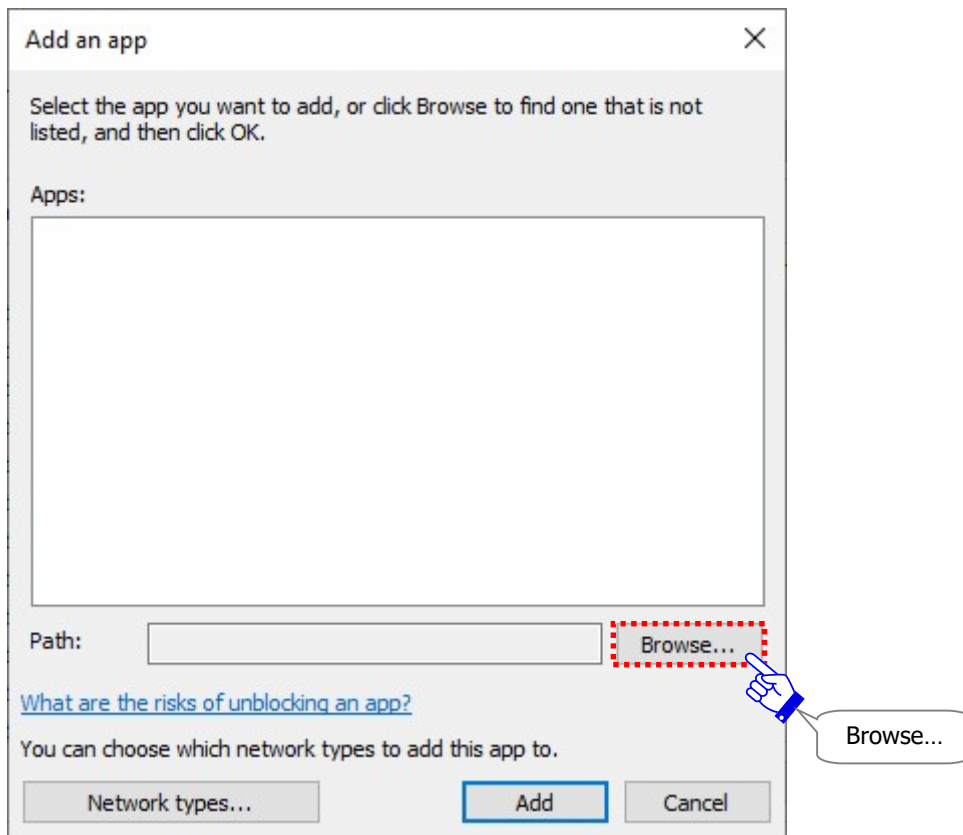 Add an app
Select the app you want to add, or click Browse to find one that is not
listed, and then click OK.
Apps:
Path:
Browse...
What are the risks of unblocking an app?
Browse...
You can choose which network types to add this app to.
Network types...
Add
Cancel